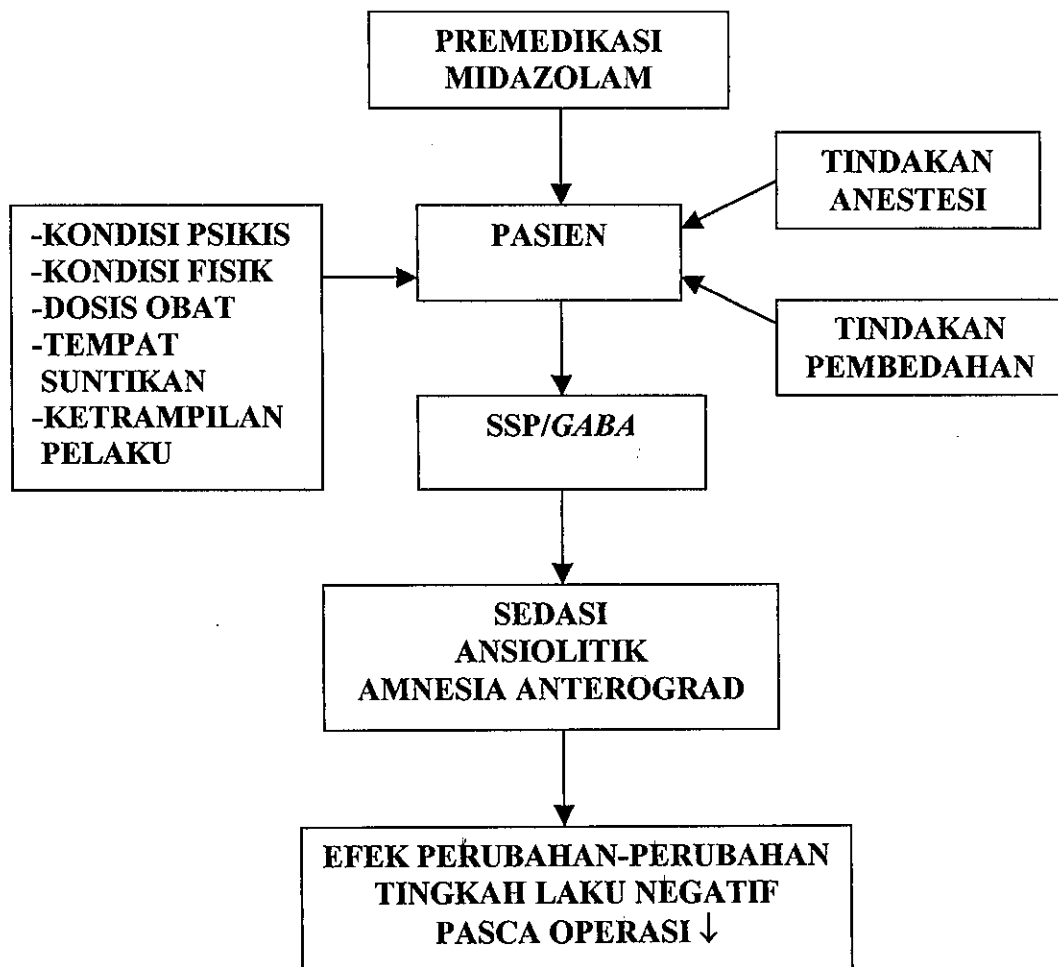 PREMEDIKASI
MIDAZOLAM
TINDAKAN
ANESTESI
-KONDISI PSIKIS
-KONDISI FISIK
-DOSIS OBAT
-TEMPAT
SUNTIKAN
-KETRAMPILAN
PELAKU
PASIEN
TINDAKAN
PEMBEDAHAN
SSP/GABA
SEDASI
ANSIOLITIK
AMNESIA ANTEROGRAD
EFEK PERUBAHAN-PERUBAHAN
TINGKAH LAKU NEGATIF
PASCA OPERASI ↓